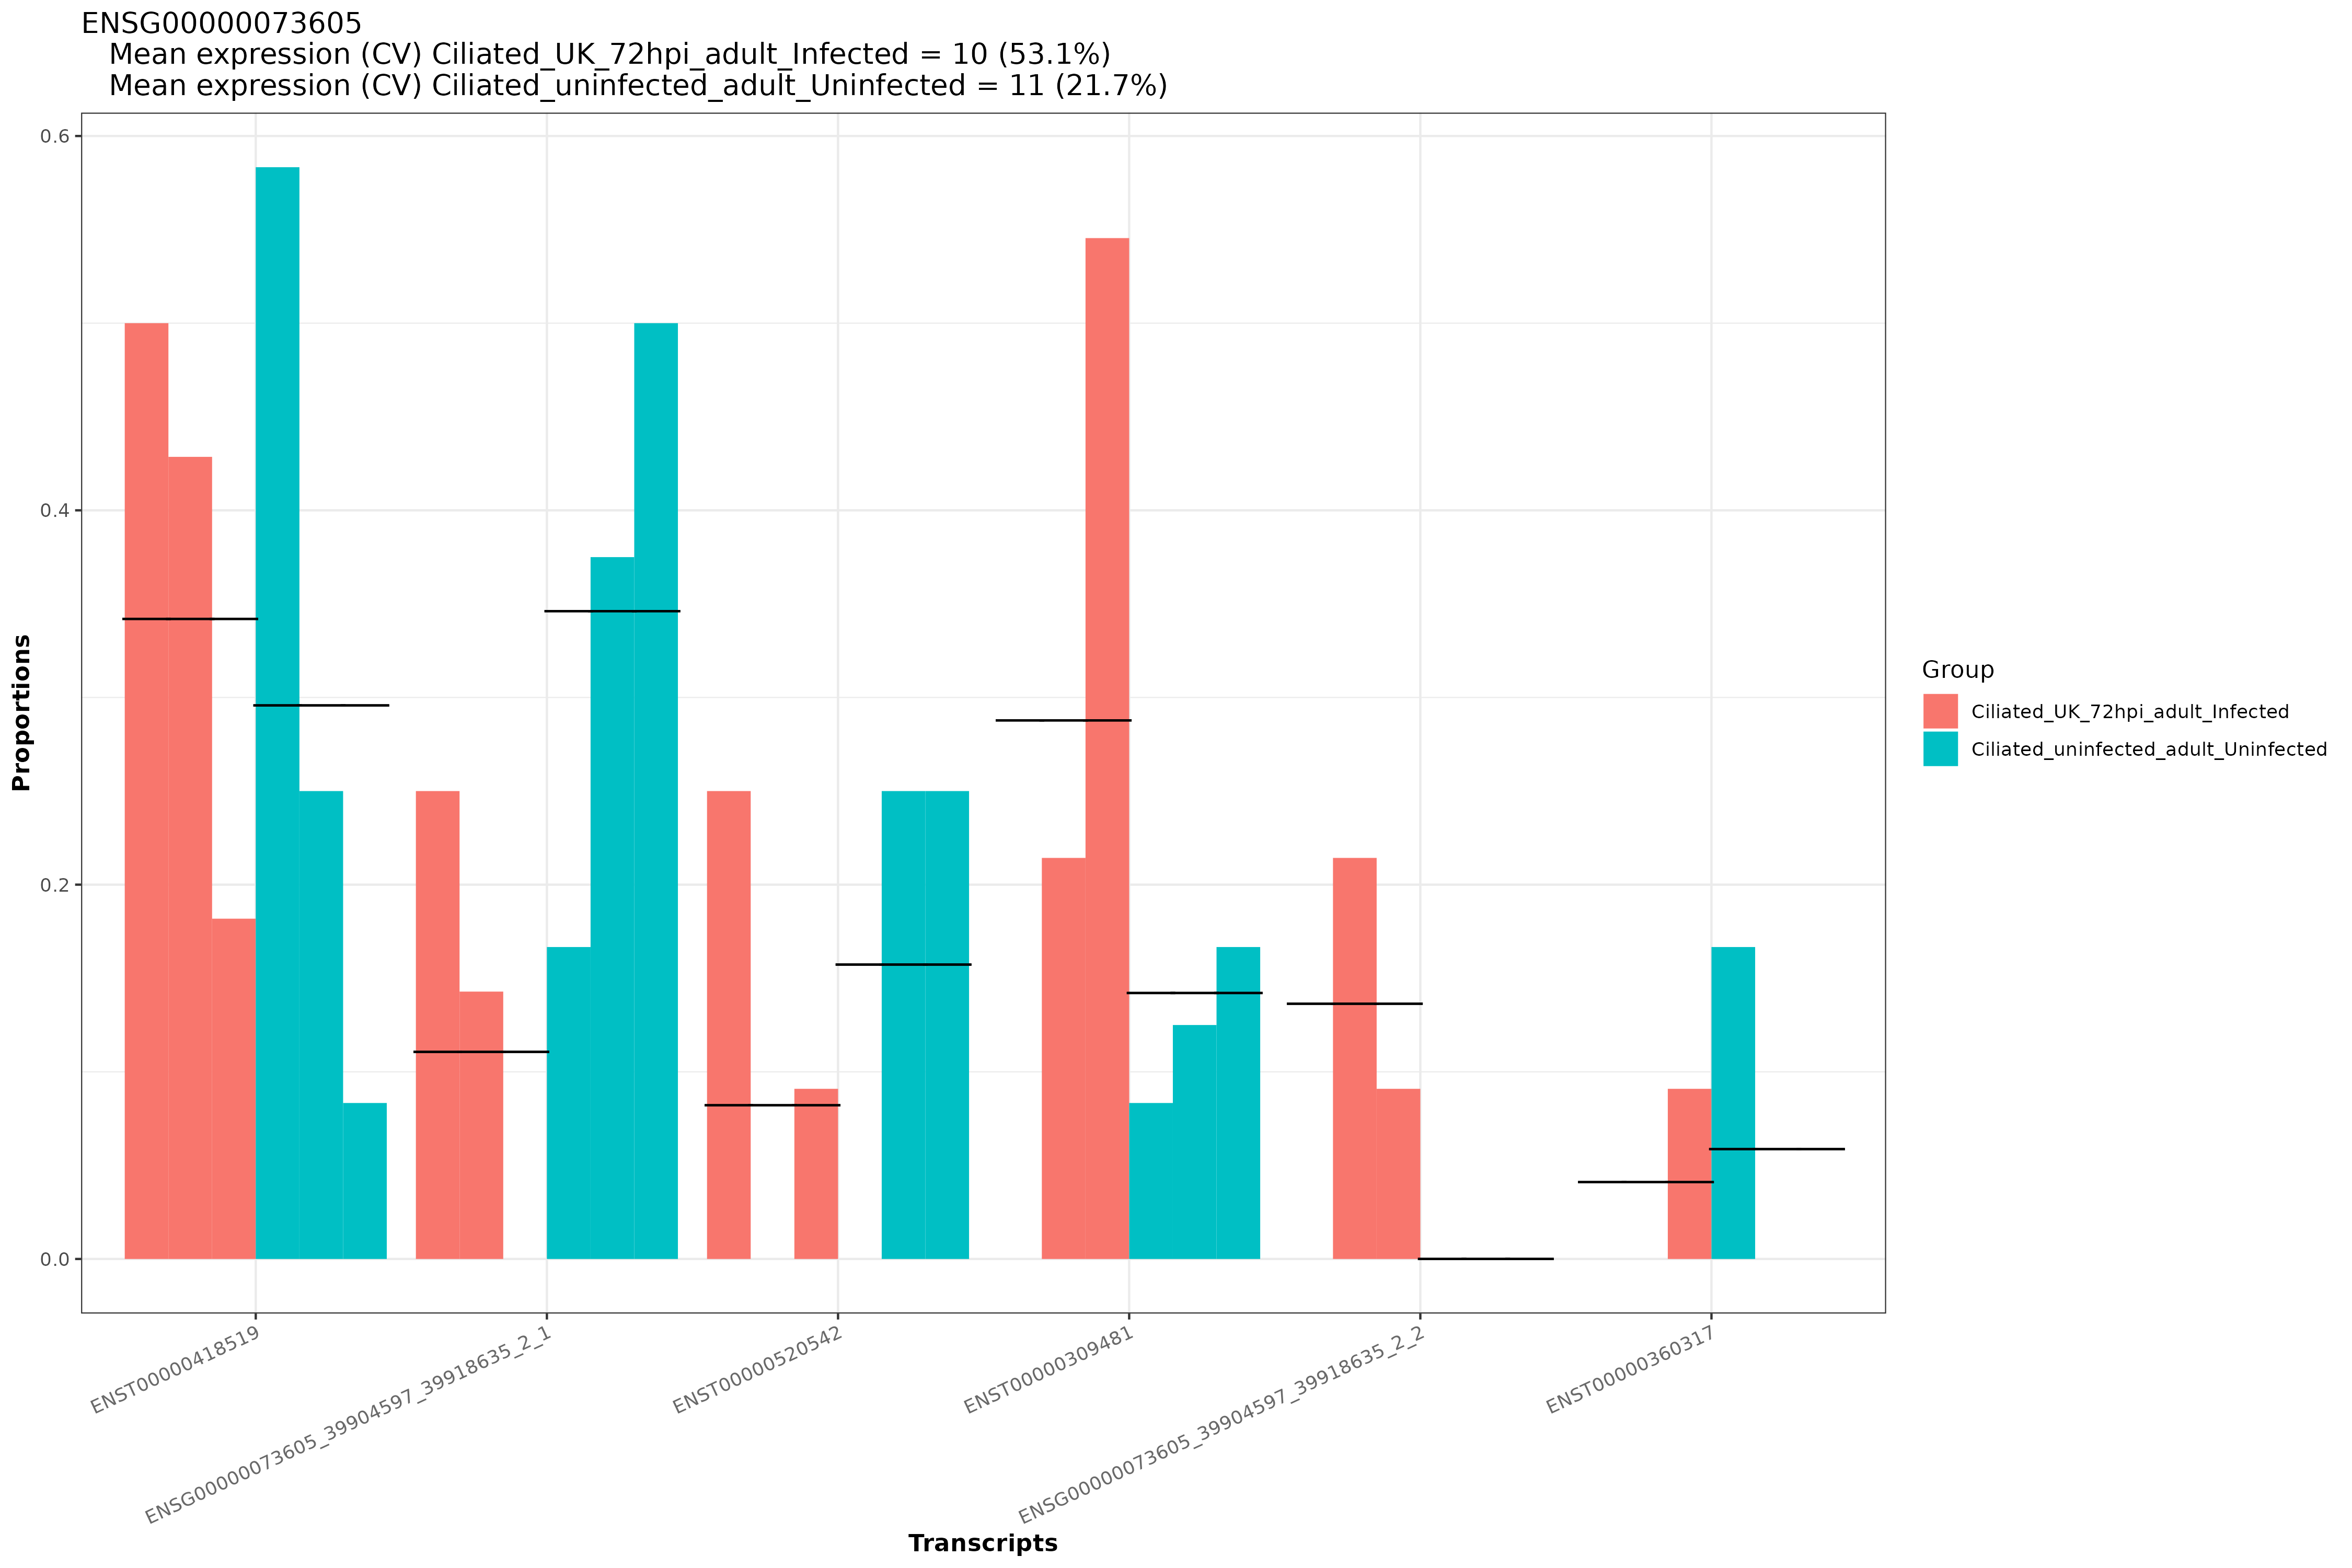 ENSG00000073605
Mean expression (CV) Ciliated_UK_72hpi_adult_Infected = 10 (53.1%)
Mean expression (CV) Ciliated_uninfected_adult_Uninfected = 11 (21.7%)
0.6
0.4
0.2
0.0
Proportions
ENST00000418519
ENSG00000073605_39904597_39918635_2_1
ENST00000520542
ENST00000309481
ENSG00000073605_39904597_39918635_2_2
ENST00000360317
Transcripts
Group
Ciliated_UK_72hpi_adult_Infected
Ciliated_uninfected_adult_Uninfected